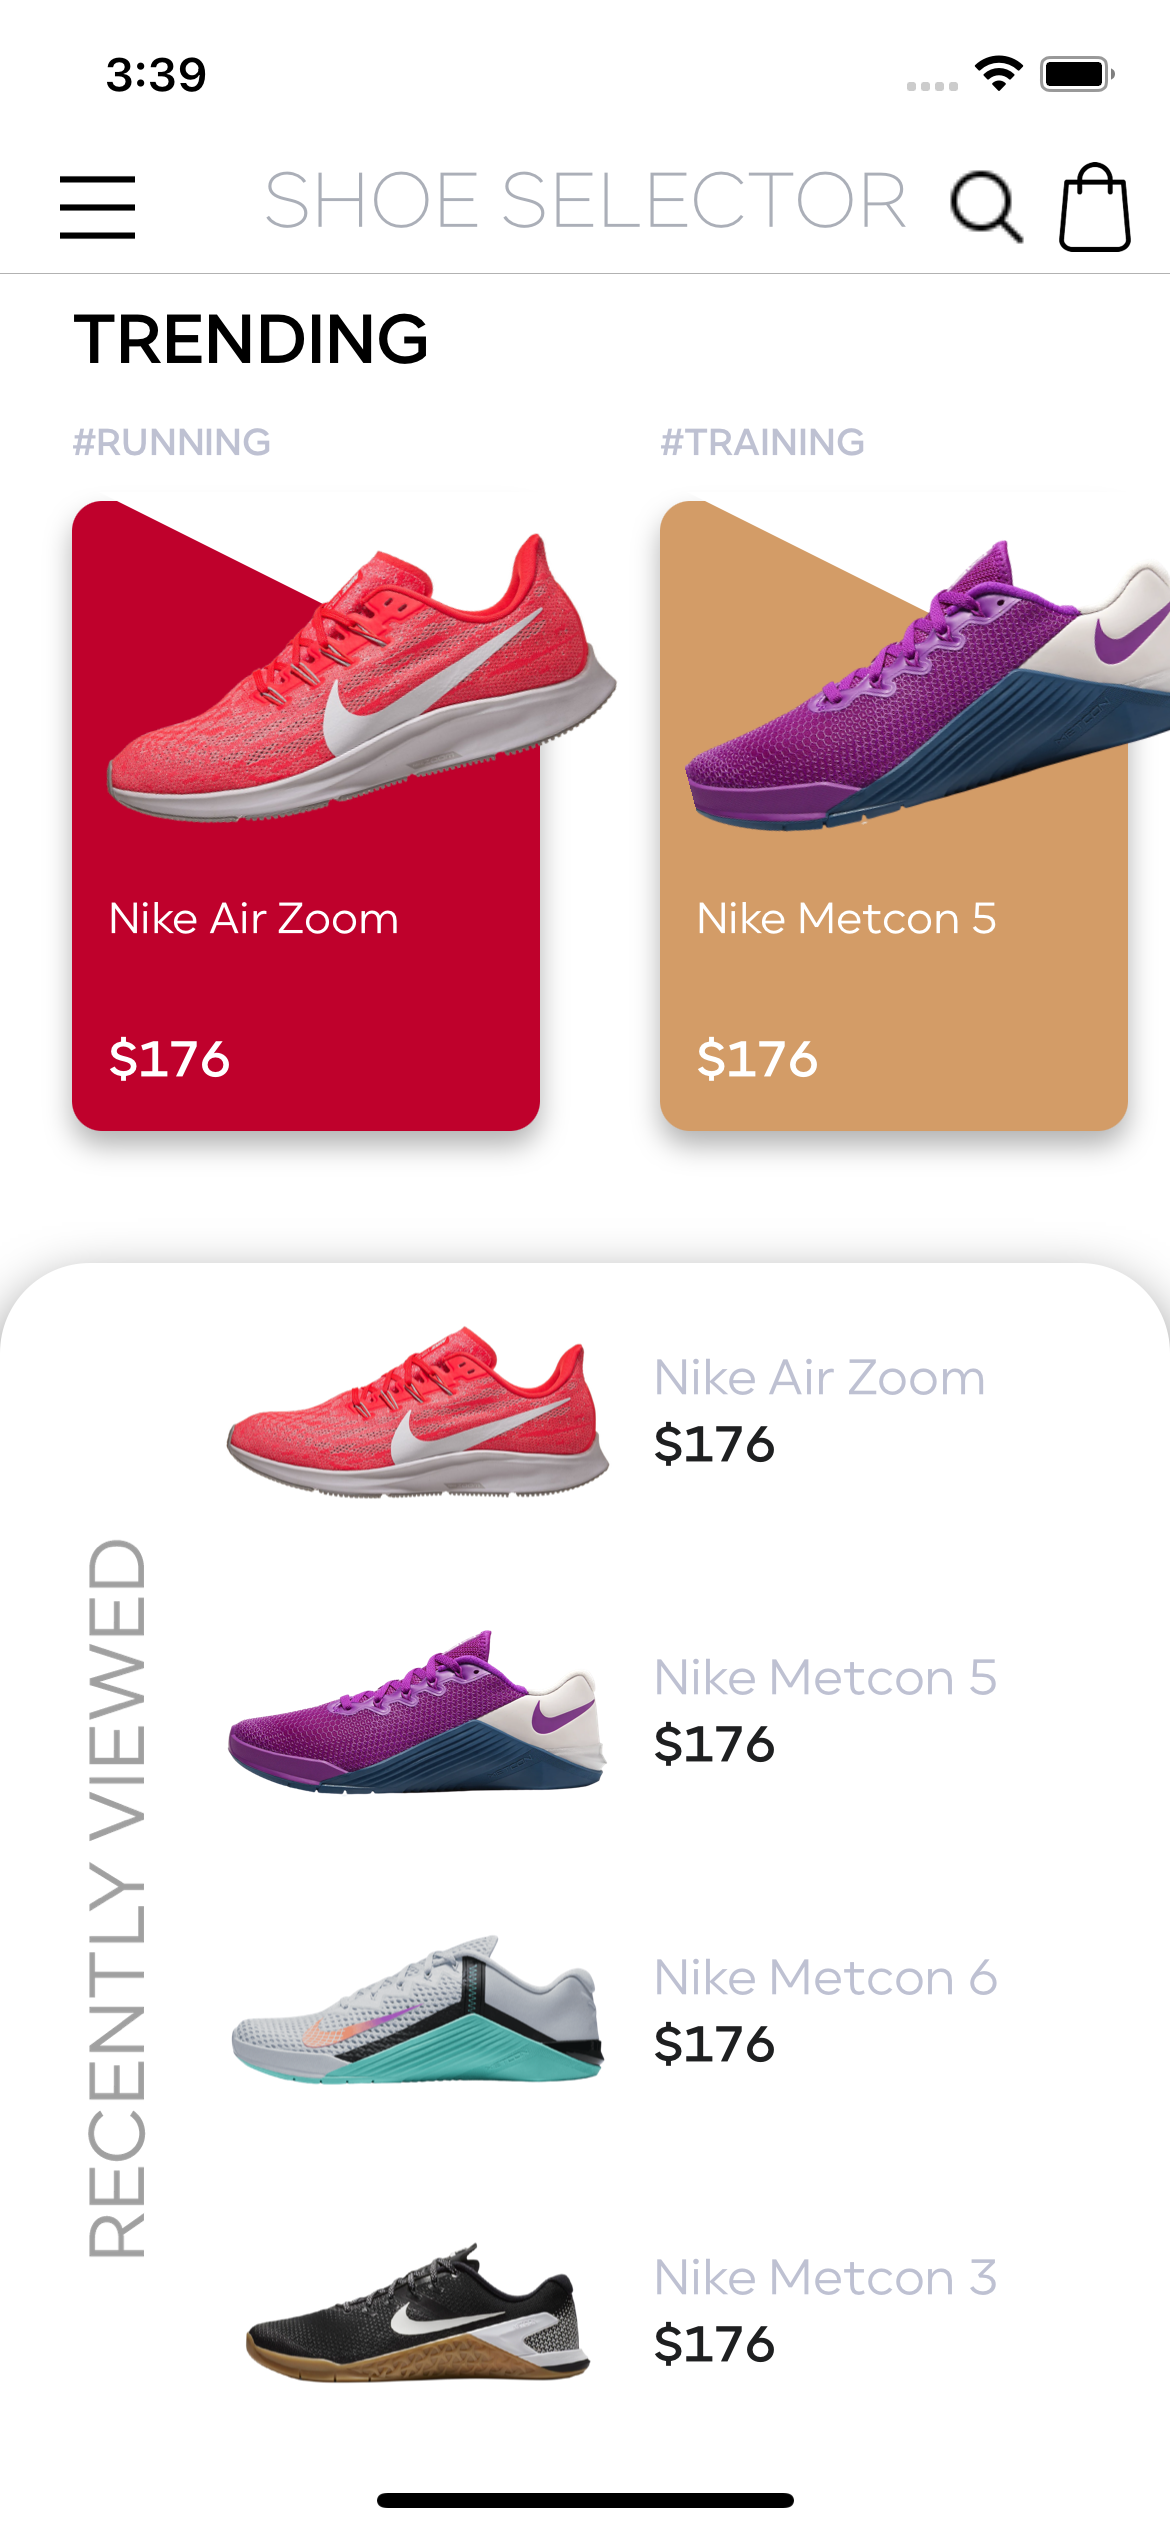 3:39
SHOE SELECTOR
TRENDING
#RUNNING
#TRAINING
Nike Air Zoom
$176
Nike Metcon 5
$176
RECENTLY VIEWED
Nike Air Zoom
$176
Nike Metcon 5
$176
Nike Metcon 6
$176
Nike Metcon 3
$176